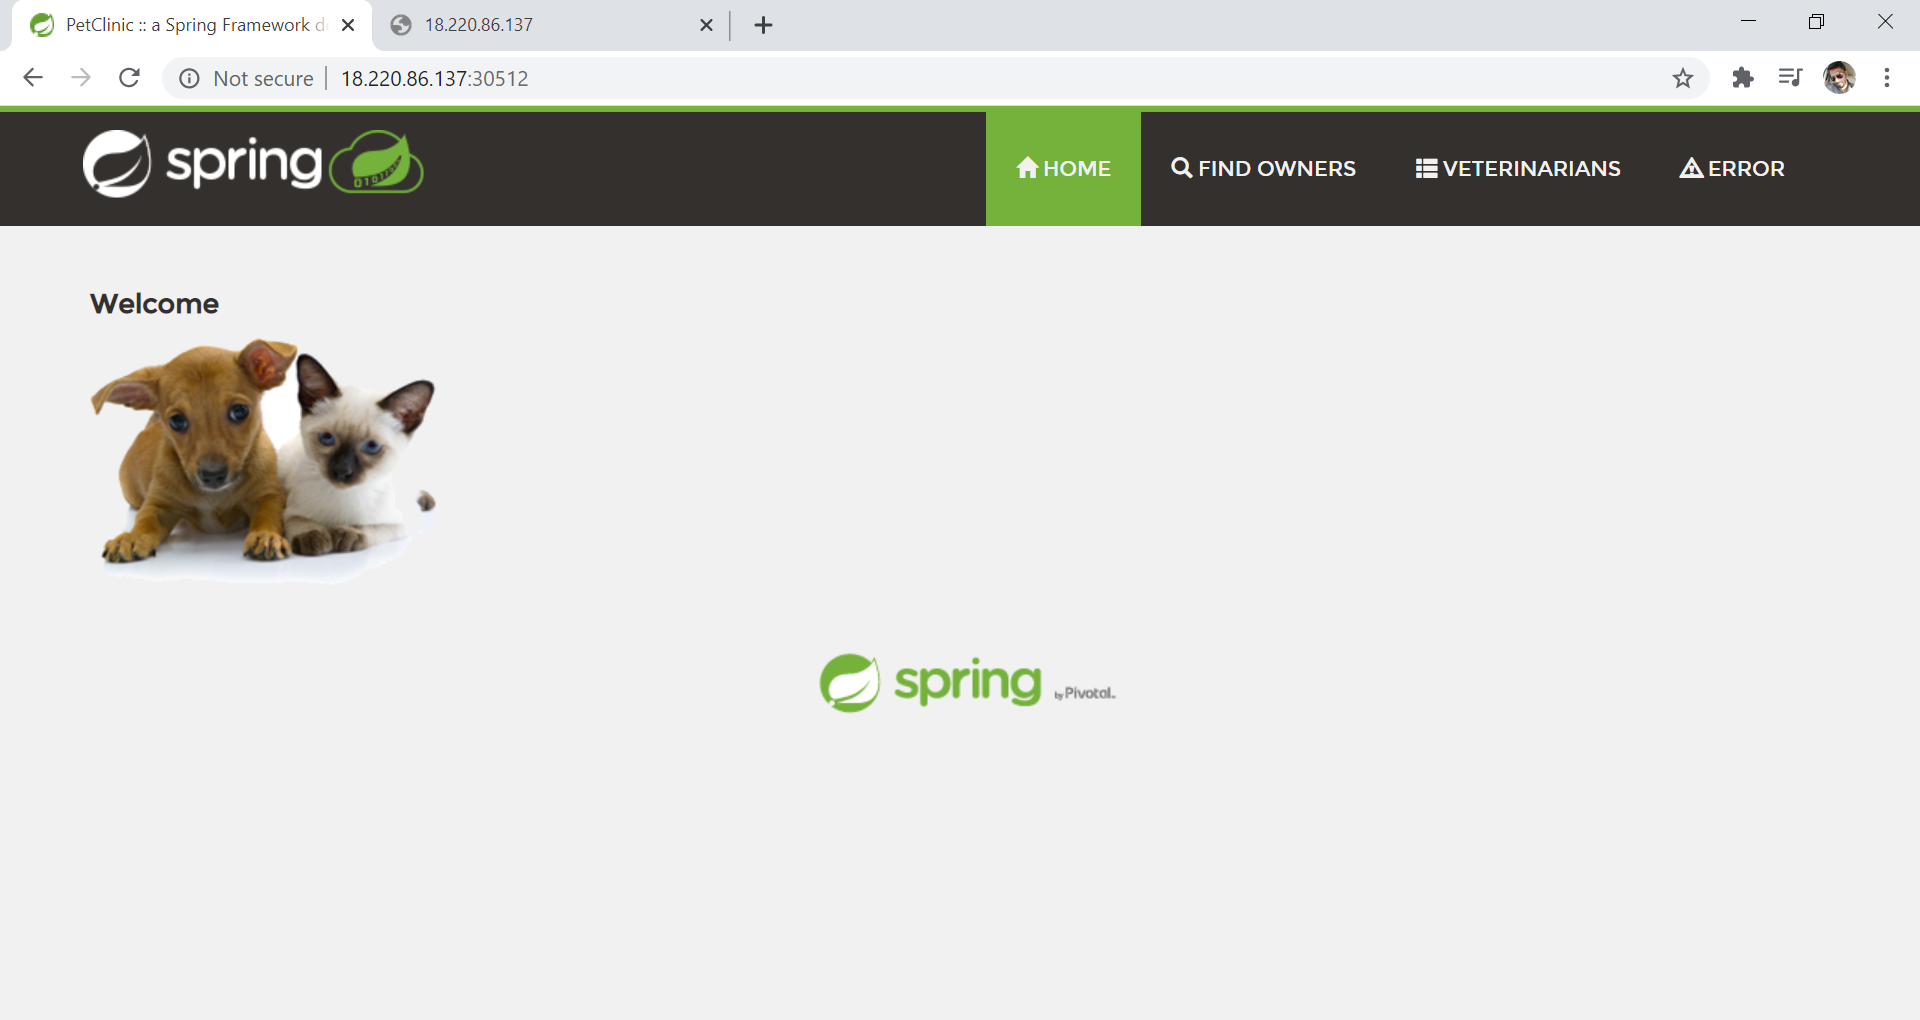 PetClinic :: a Spring Framework d
18.220.86.137
Not secure
18.220.86.137:30512
spring
HOME
FIND OWNERS
VETERINARIANS
ERROR
Welcome
spring by Pivotal